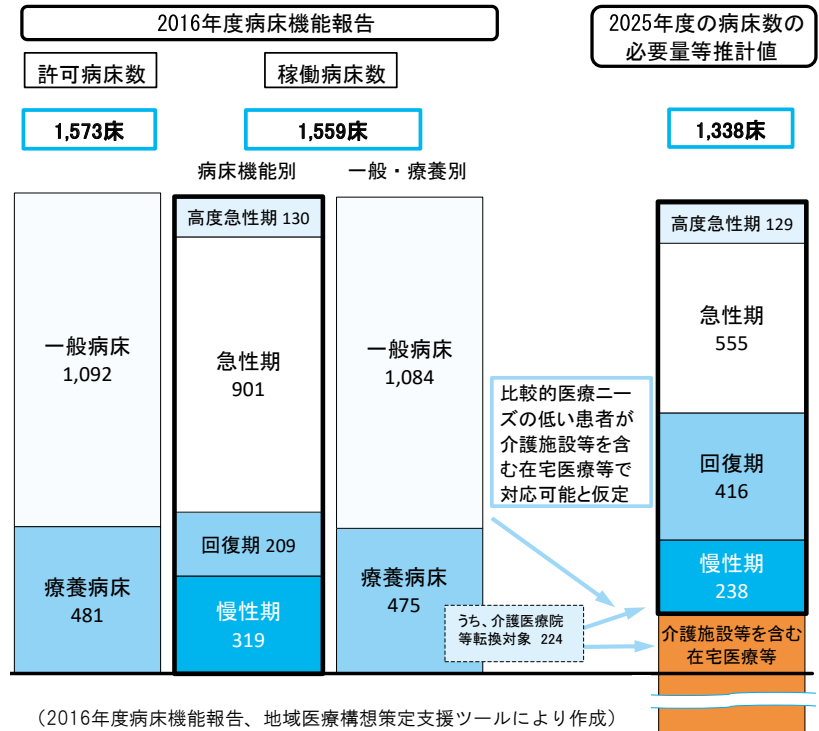 2016年度病床機能報告
許可病床数
稼働病床数
1,573床
1,559床
病床機能別
一般・療養別
一般病床
1,092
療養病床
481
高度急性期 130
急性期
901
回復期 209
慢性期
319
一般病床
1,084
療養病床
475
比較的医療ニー
ズの低い患者が
介護施設等を含
む在宅医療等で
対応可能と仮定
うち、介護医療院
等転換対象 224
2025年度の病床数の
必要量等推計値
1,338床
高度急性期 129
急性期
555
回復期
416
慢性期
238
介護施設等を含む
在宅医療等
（2016年度病床機能報告、地域医療構想策定支援ツールにより作成）